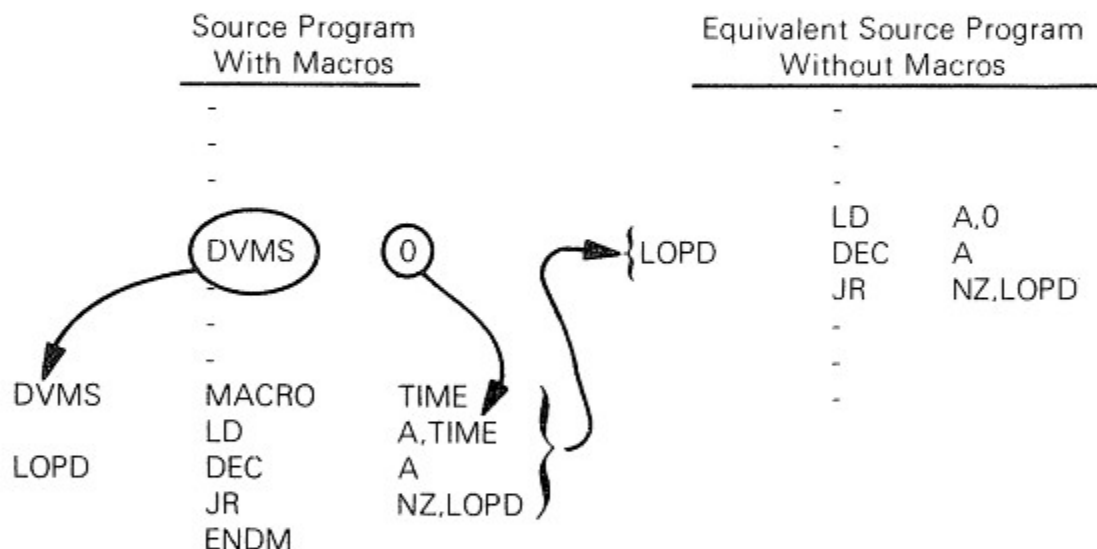 Source Program
With Macros
-
-
-
DVMS 0
-
-
-
DVMS MACRO TIME
LD A,TIME
LOPD DEC A
JR NZ,LOPD
ENDM
Equivalent Source Program
Without Macros
-
-
-
LD A,0
LOPD DEC A
JR NZ,LOPD
-
-
-